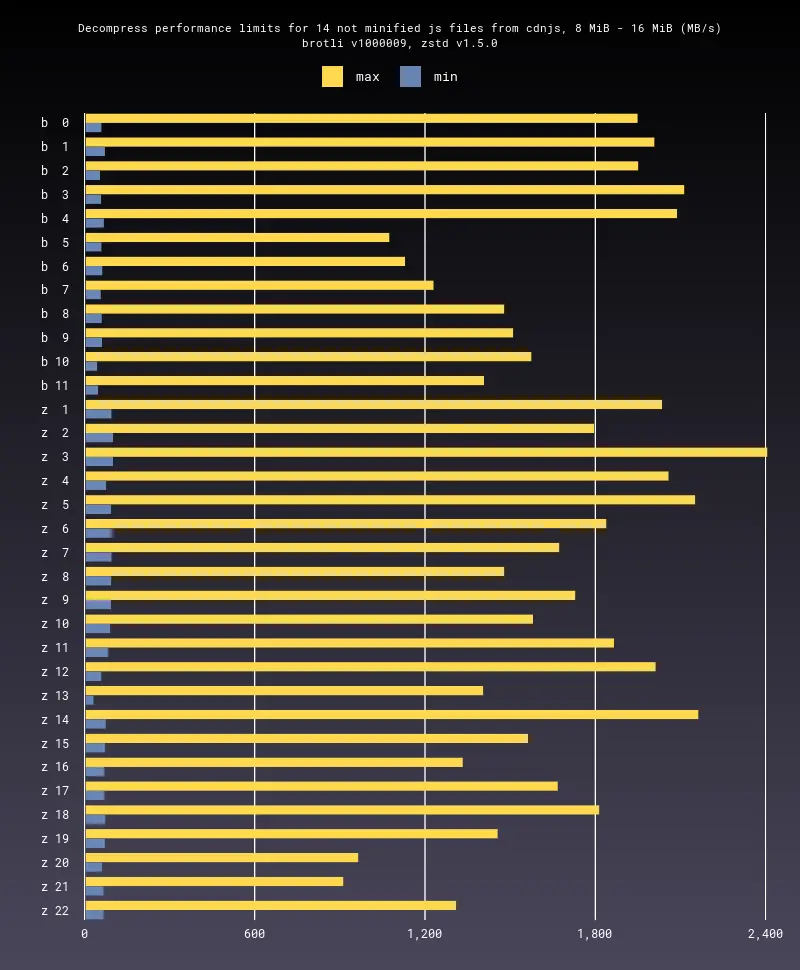 Decompress performance limits for 14 not minified js files from cdnjs, 8 MiB - 16 MiB (MB/s)
brotli v1000009, zstd v1.5.0
max min
b 0
b 1
b 2
b 3
b 4
b 5
b 6
b 7
b 8
b 9
b 10
b 11
z 1
z 2
z 3
z 4
z 5
z 6
z 7
z 8
z 9
z 10
z 11
z 12
z 13
z 14
z 15
z 16
z 17
z 18
z 19
z 20
z 21
z 22
0 600 1,200 1,800 2,400